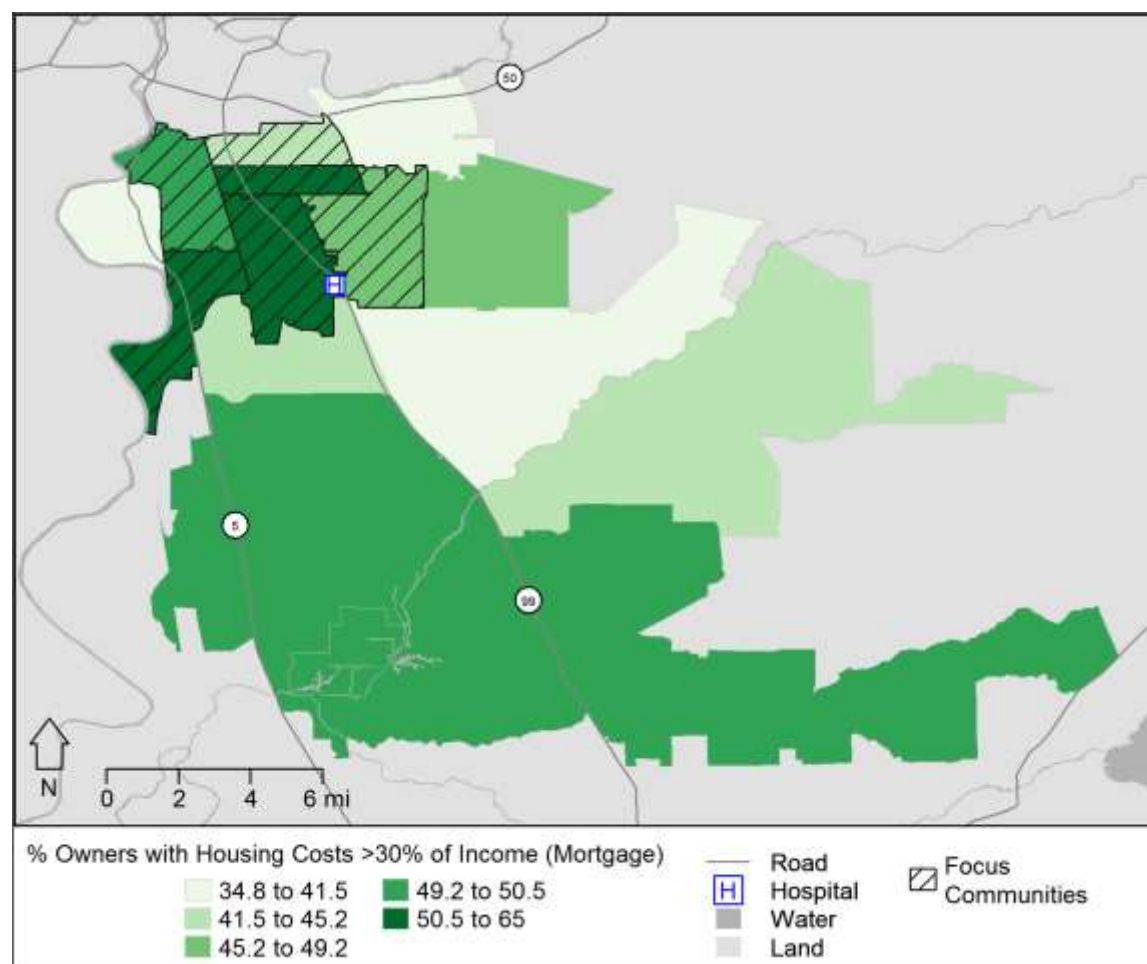 50
H
5
99
N
0 2 4 6 mi
% Owners with Housing Costs >30% of Income (Mortgage)
34.8 to 41.5
41.5 to 45.2
45.2 to 49.2
49.2 to 50.5
50.5 to 65
Road
H Hospital
Water
Land
Focus
Communities